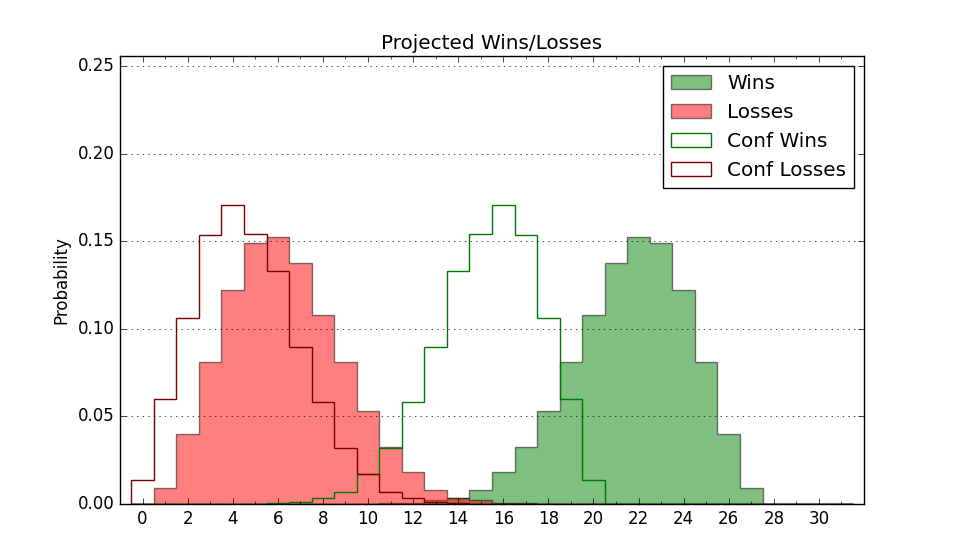 Projected Wins/Losses
Probability
0.25
0.20
0.15
0.10
0.05
0.00
0 2 4 6 8 10 12 14 16 18 20 22 24 26 28 30
Wins
Losses
Conf Wins
Conf Losses